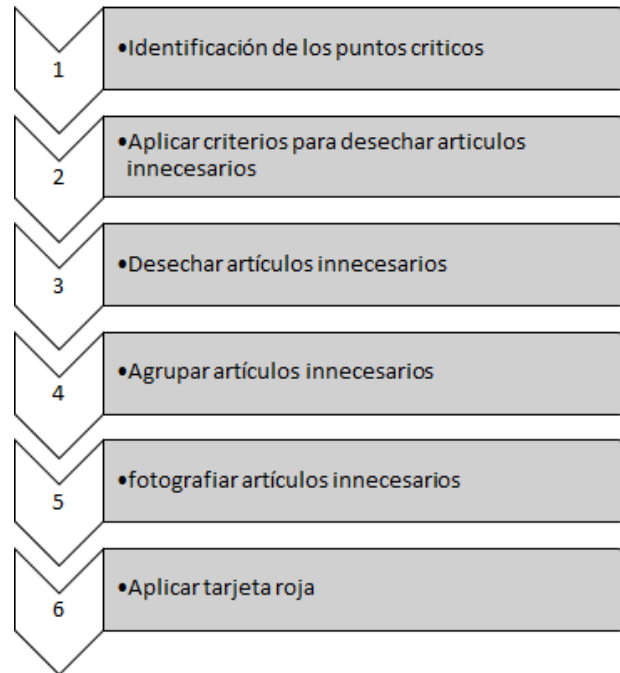 1
•Identificación de los puntos criticos
2
•Aplicar criterios para desechar articulos
innecesarios
3
•Desechar artículos innecesarios
4
•Agrupar artículos innecesarios
5
•fotografiar artículos innecesarios
6
•Aplicar tarjeta roja